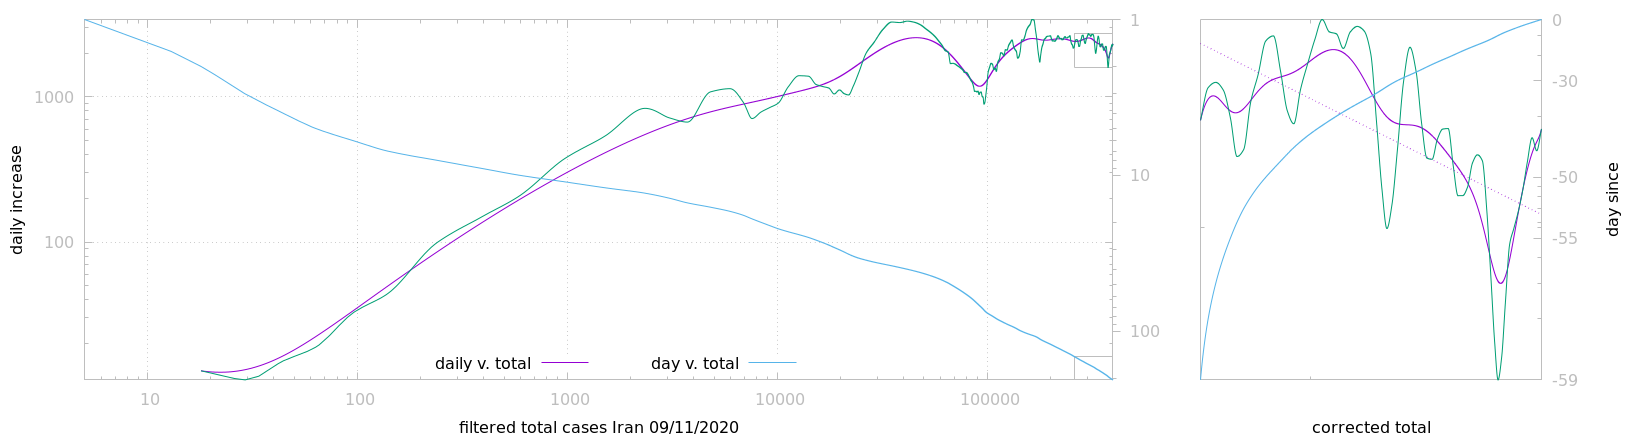 1000
100
daily increase
10
100
1000
10000
100000
filtered total cases Iran 09/11/2020
daily v. total
day v. total
1
10
100
0
-30
-50
-55
-59
day since
corrected total